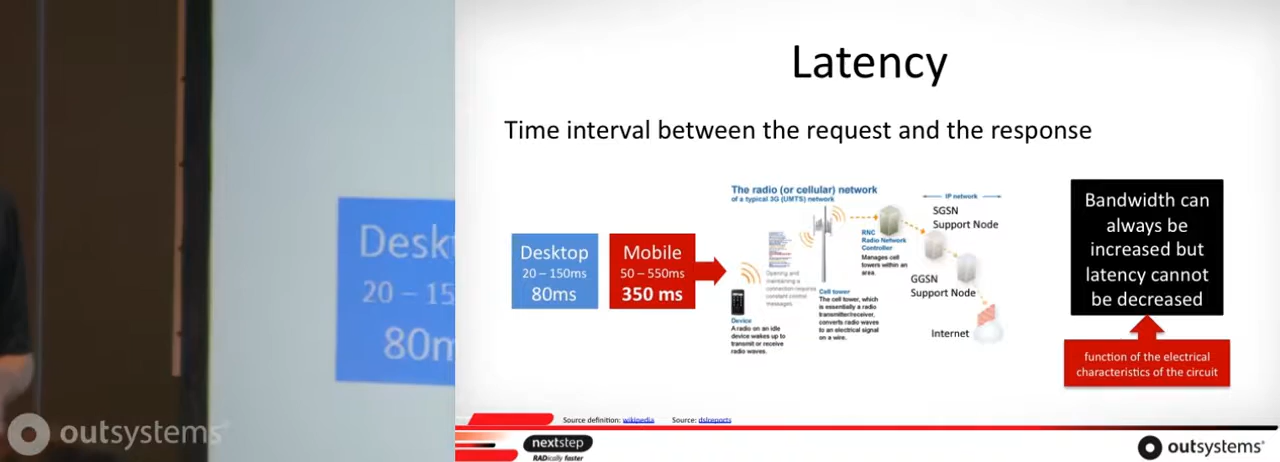 Latency
Time interval between the request and the response
Desktop
20 – 150ms
80ms
Mobile
50 – 550ms
350 ms
The radio (or cellular) network
of a typical 3G (UMTS) network
IP network
SGSN
Support Node
RNC
Radio Network
Controller
Manages cell
towers within an
area.
Opening and
maintaining a
connection requires
constant control
messages.
GGSN
Support Node
Cell tower
The cell tower, which
is essentially a radio
transmitter/receiver,
converts radio waves
to an electrical signal
on a wire.
Device
A radio on an idle
device wakes up to
transmit or receive
radio waves.
Internet
Bandwidth can
always be
increased but
latency cannot
be decreased
function of the electrical
characteristics of the circuit
Source definition: wikipedia Source: dslreports
nextstep
RADically faster
outsystems
Deskt
20 – 15
80m
outsystems